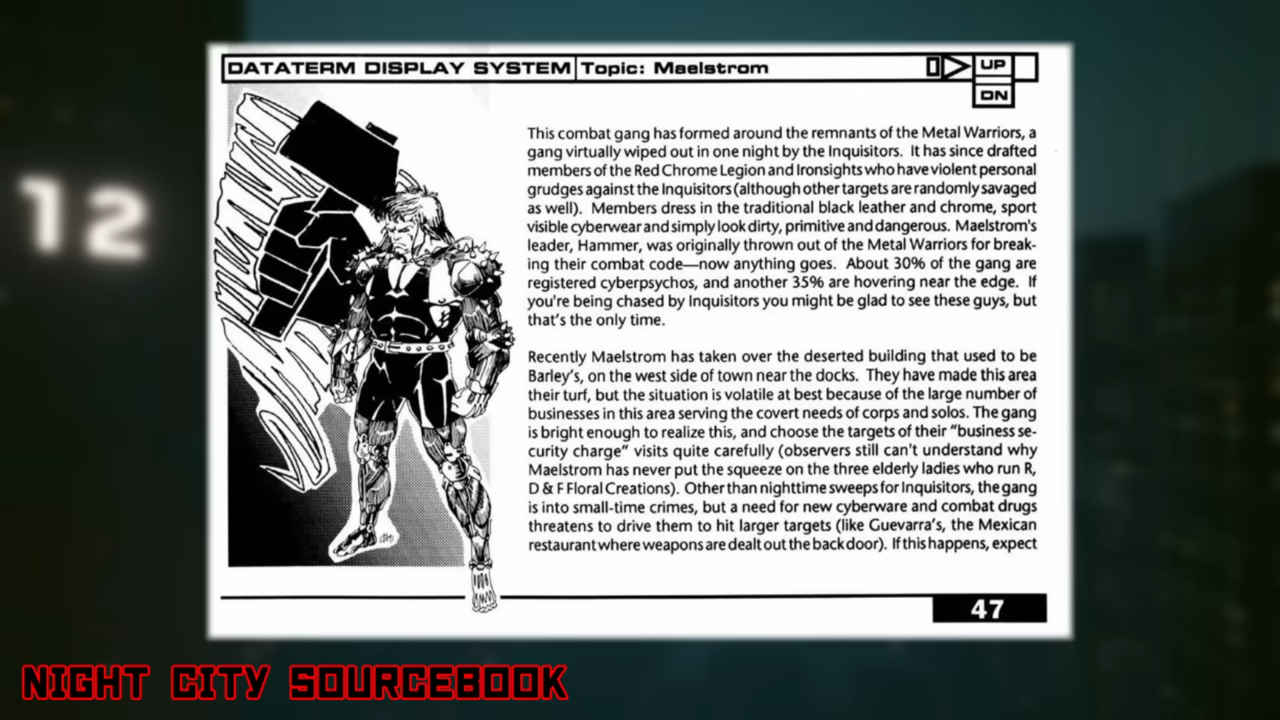 DATATERM DISPLAY SYSTEM Topic: Maelstrom UP
DN
12
This combat gang has formed around the remnants of the Metal Warriors, a
gang virtually wiped out in one night by the Inquisitors. It has since drafted
members of the Red Chrome Legion and Ironsights who have violent personal
grudges against the Inquisitors (although other targets are randomly savaged
as well). Members dress in the traditional black leather and chrome, sport
visible cyberwear and simply look dirty, primitive and dangerous. Maelstrom's
leader, Hammer, was originally thrown out of the Metal Warriors for break-
ing their combat code—now anything goes. About 30% of the gang are
registered cyberpsychos, and another 35% are hovering near the edge. If
you're being chased by Inquisitors you might be glad to see these guys, but
that's the only time.
Recently Maelstrom has taken over the deserted building that used to be
Barley's, on the west side of town near the docks. They have made this area
their turf, but the situation is volatile at best because of the large number of
businesses in this area serving the covert needs of corps and solos. The gang
is bright enough to realize this, and choose the targets of their "business se-
curity charge" visits quite carefully (observers still can't understand why
Maelstrom has never put the squeeze on the three elderly ladies who run R,
D & F Floral Creations). Other than nighttime sweeps for Inquisitors, the gang
is into small-time crimes, but a need for new cyberware and combat drugs
threatens to drive them to hit larger targets (like Guevarra's, the Mexican
restaurant where weapons are dealt out the back door). If this happens, expect
47
NIGHT CITY SOURCEBOOK